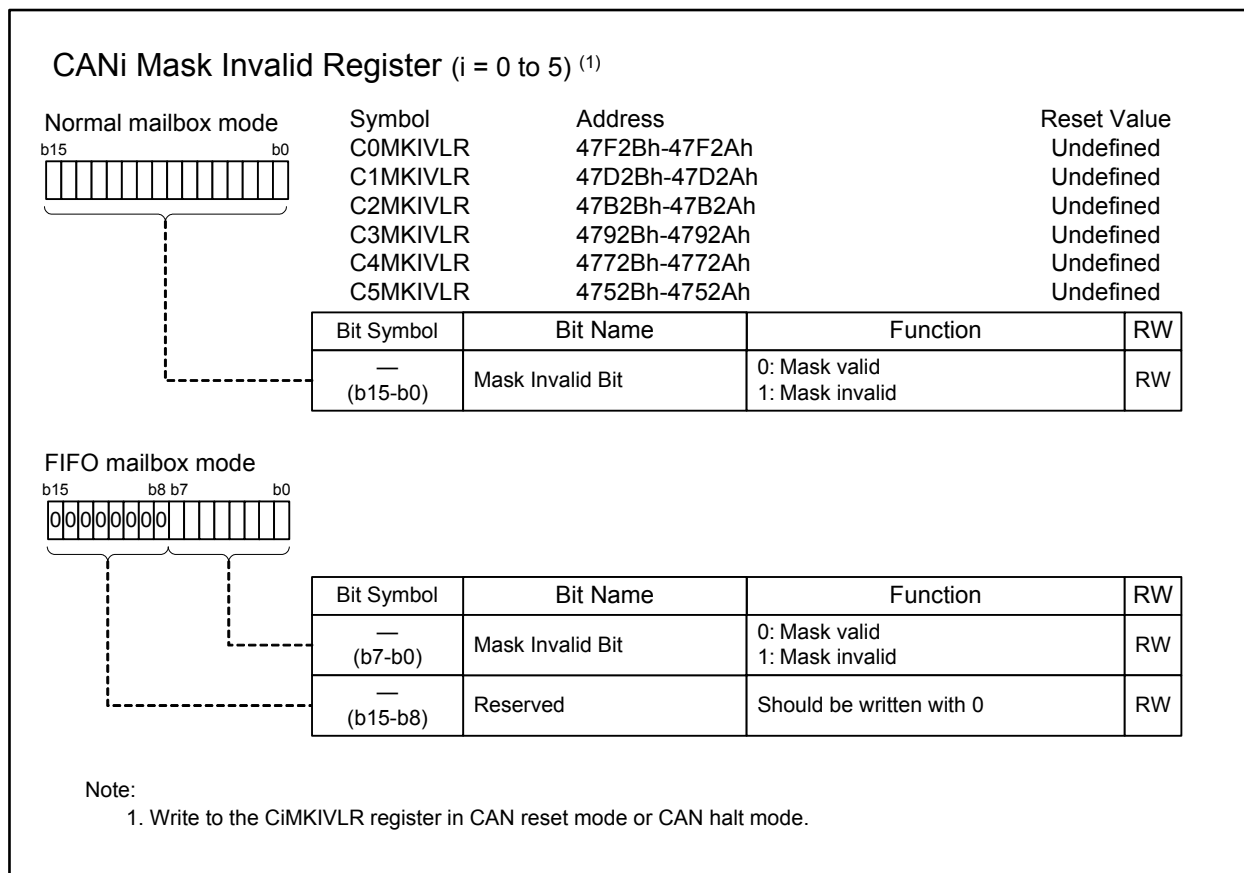 CANi Mask Invalid Register (i = 0 to 5) (1)
Normal mailbox mode
b15 b0
Symbol Address Reset Value
C0MKIVLR 47F2Bh-47F2Ah Undefined
C1MKIVLR 47D2Bh-47D2Ah Undefined
C2MKIVLR 47B2Bh-47B2Ah Undefined
C3MKIVLR 4792Bh-4792Ah Undefined
C4MKIVLR 4772Bh-4772Ah Undefined
C5MKIVLR 4752Bh-4752Ah Undefined
Bit Symbol Bit Name Function RW
— (b15-b0) Mask Invalid Bit 0: Mask valid RW
1: Mask invalid
FIFO mailbox mode
b15 b8 b7 b0
0 0 0 0 0 0 0 0
Bit Symbol Bit Name Function RW
— (b7-b0) Mask Invalid Bit 0: Mask valid RW
1: Mask invalid
— (b15-b8) Reserved Should be written with 0 RW
Note:
1. Write to the CiMKIVLR register in CAN reset mode or CAN halt mode.